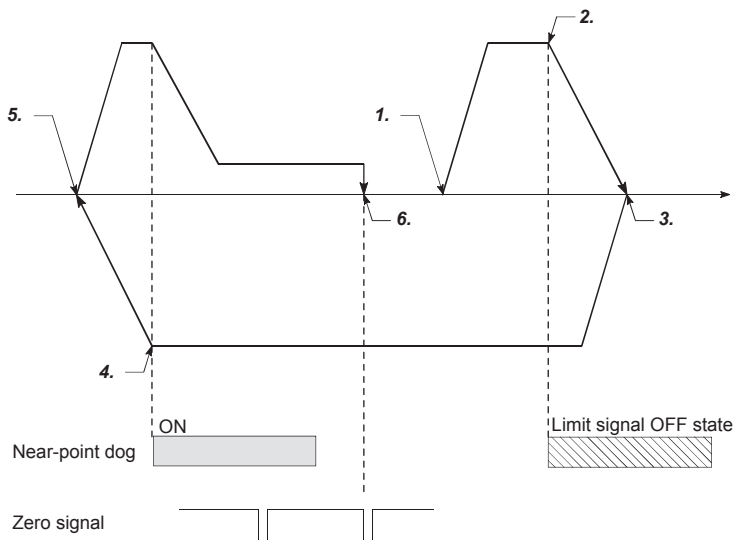 2.
5.
1.
6.
3.
4.
ON
Limit signal OFF state
Near-point dog
Zero signal